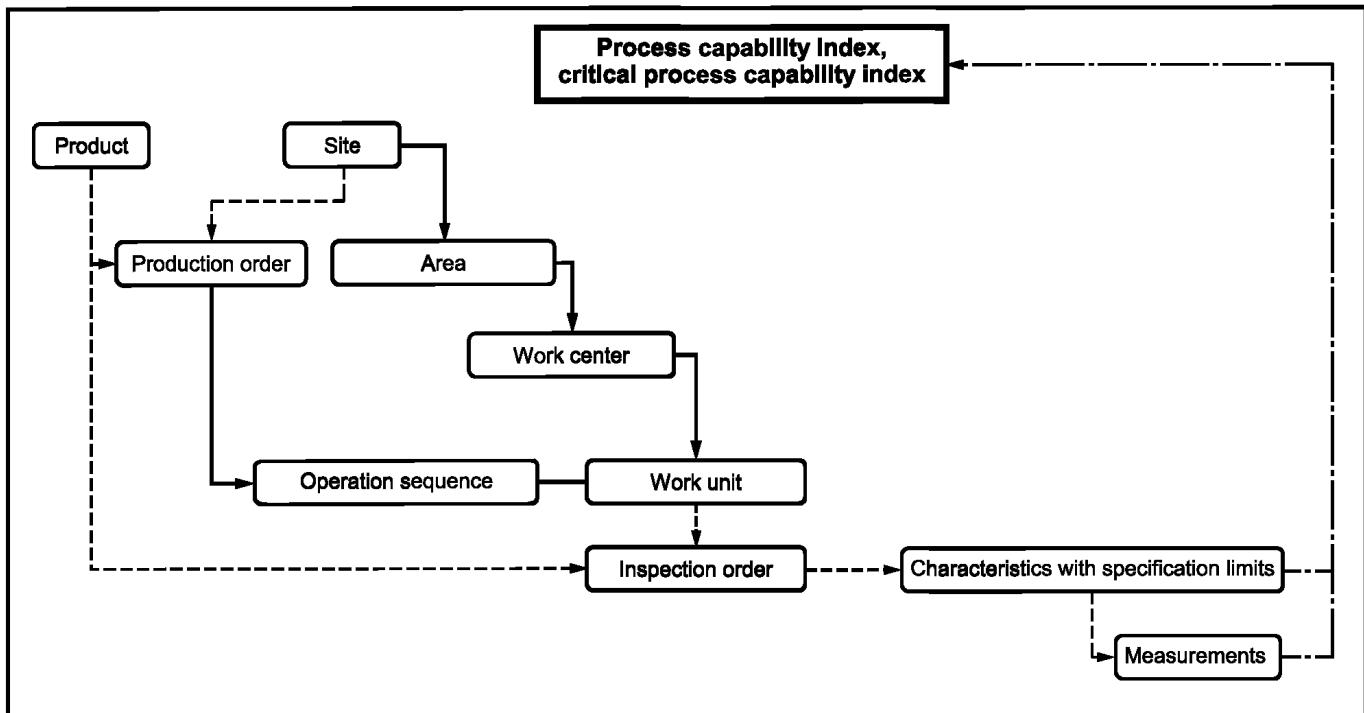 Process capability index,
critical process capability index
Product
Site
Production order
Area
Work center
Operation sequence
Work unit
Inspection order
Characteristics with specification limits
Measurements